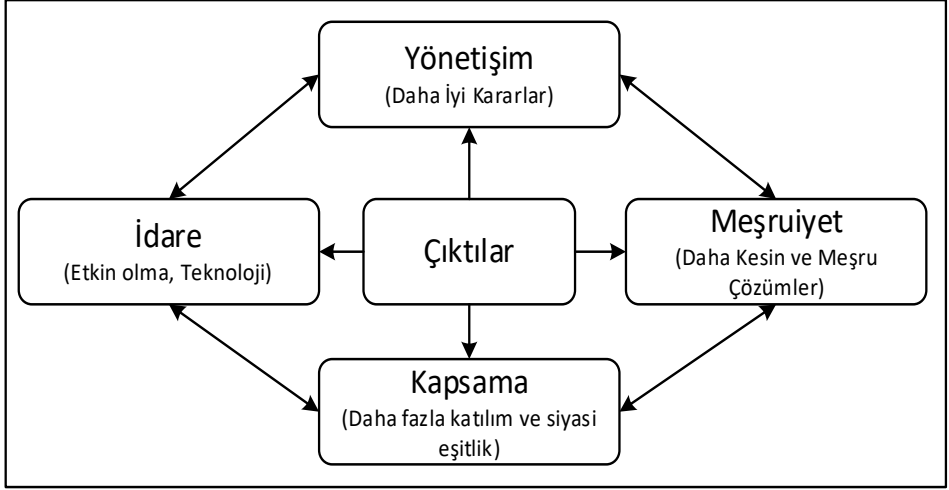 Yönetişim
(Daha İyi Kararlar)
İdare
(Etkin olma, Teknoloji)
Çıktılar
Meşruiyet
(Daha Kesin ve Meşru
Çözümler)
Kapsama
(Daha fazla katılım ve siyasi
eşitlik)